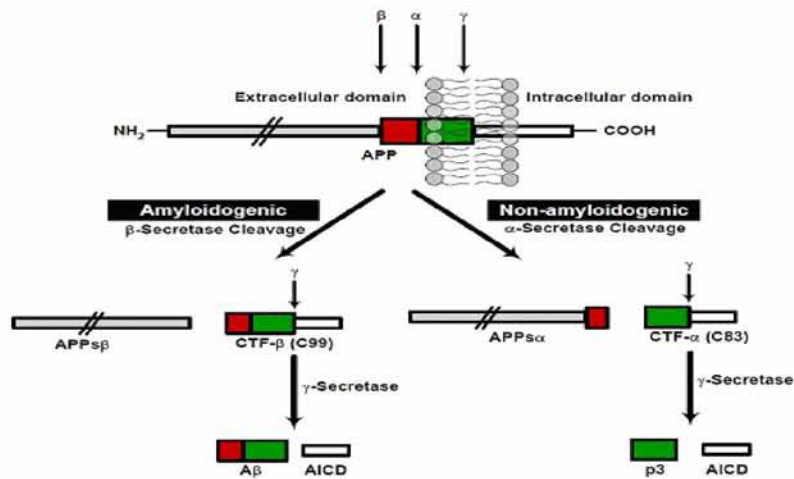 β α γ
Extracellular domain Intracellular domain
NH₂ COOH
APP
Amyloidogenic
β-Secretase Cleavage
Non-amyloidogenic
α-Secretase Cleavage
γ
APPsβ
CTF-β (C99)
γ
APPsα
CTF-α (C83)
γ-Secretase
γ-Secretase
Aβ AICD
p3 AICD